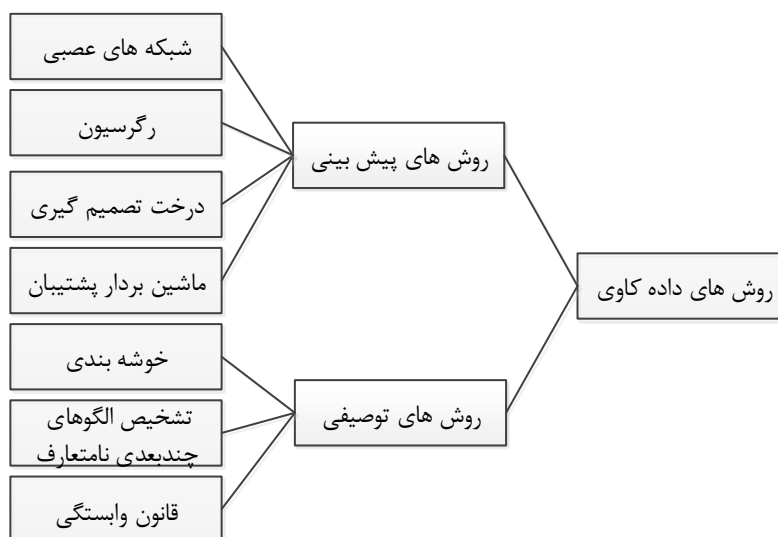 روش های داده کاوی
روش های پیش بینی
شبکه های عصبی
رگرسیون
درخت تصمیم گیری
ماشین بردار پشتیبان
روش های توصیفی
خوشه بندی
تشخیص الگوهای
چندبعدی نامتعارف
قانون وابستگی